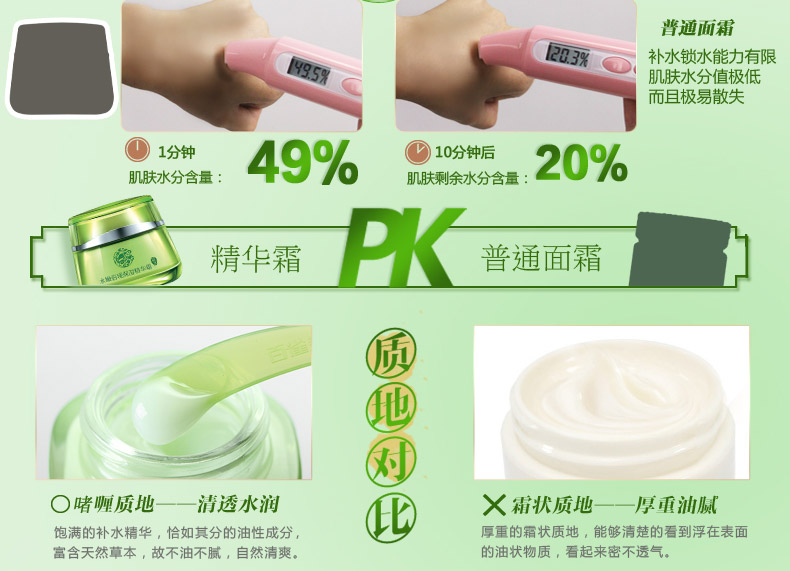 普通面霜
补水锁水能力有限
肌肤水分值极低
而且极易散失
49.5%
20.3%
1分钟
肌肤水分含量：
49%
10分钟后
肌肤剩余水分含量：
20%
精华霜
PK
普通面霜
质地对比
啫喱质地——清透水润
饱满的补水精华，恰如其分的油性成分，
富含天然草本，故不油不腻，自然清爽。
霜状质地——厚重油腻
厚重的霜状质地，能够清楚的看到浮在表面
的油状物质，看起来密不透气。